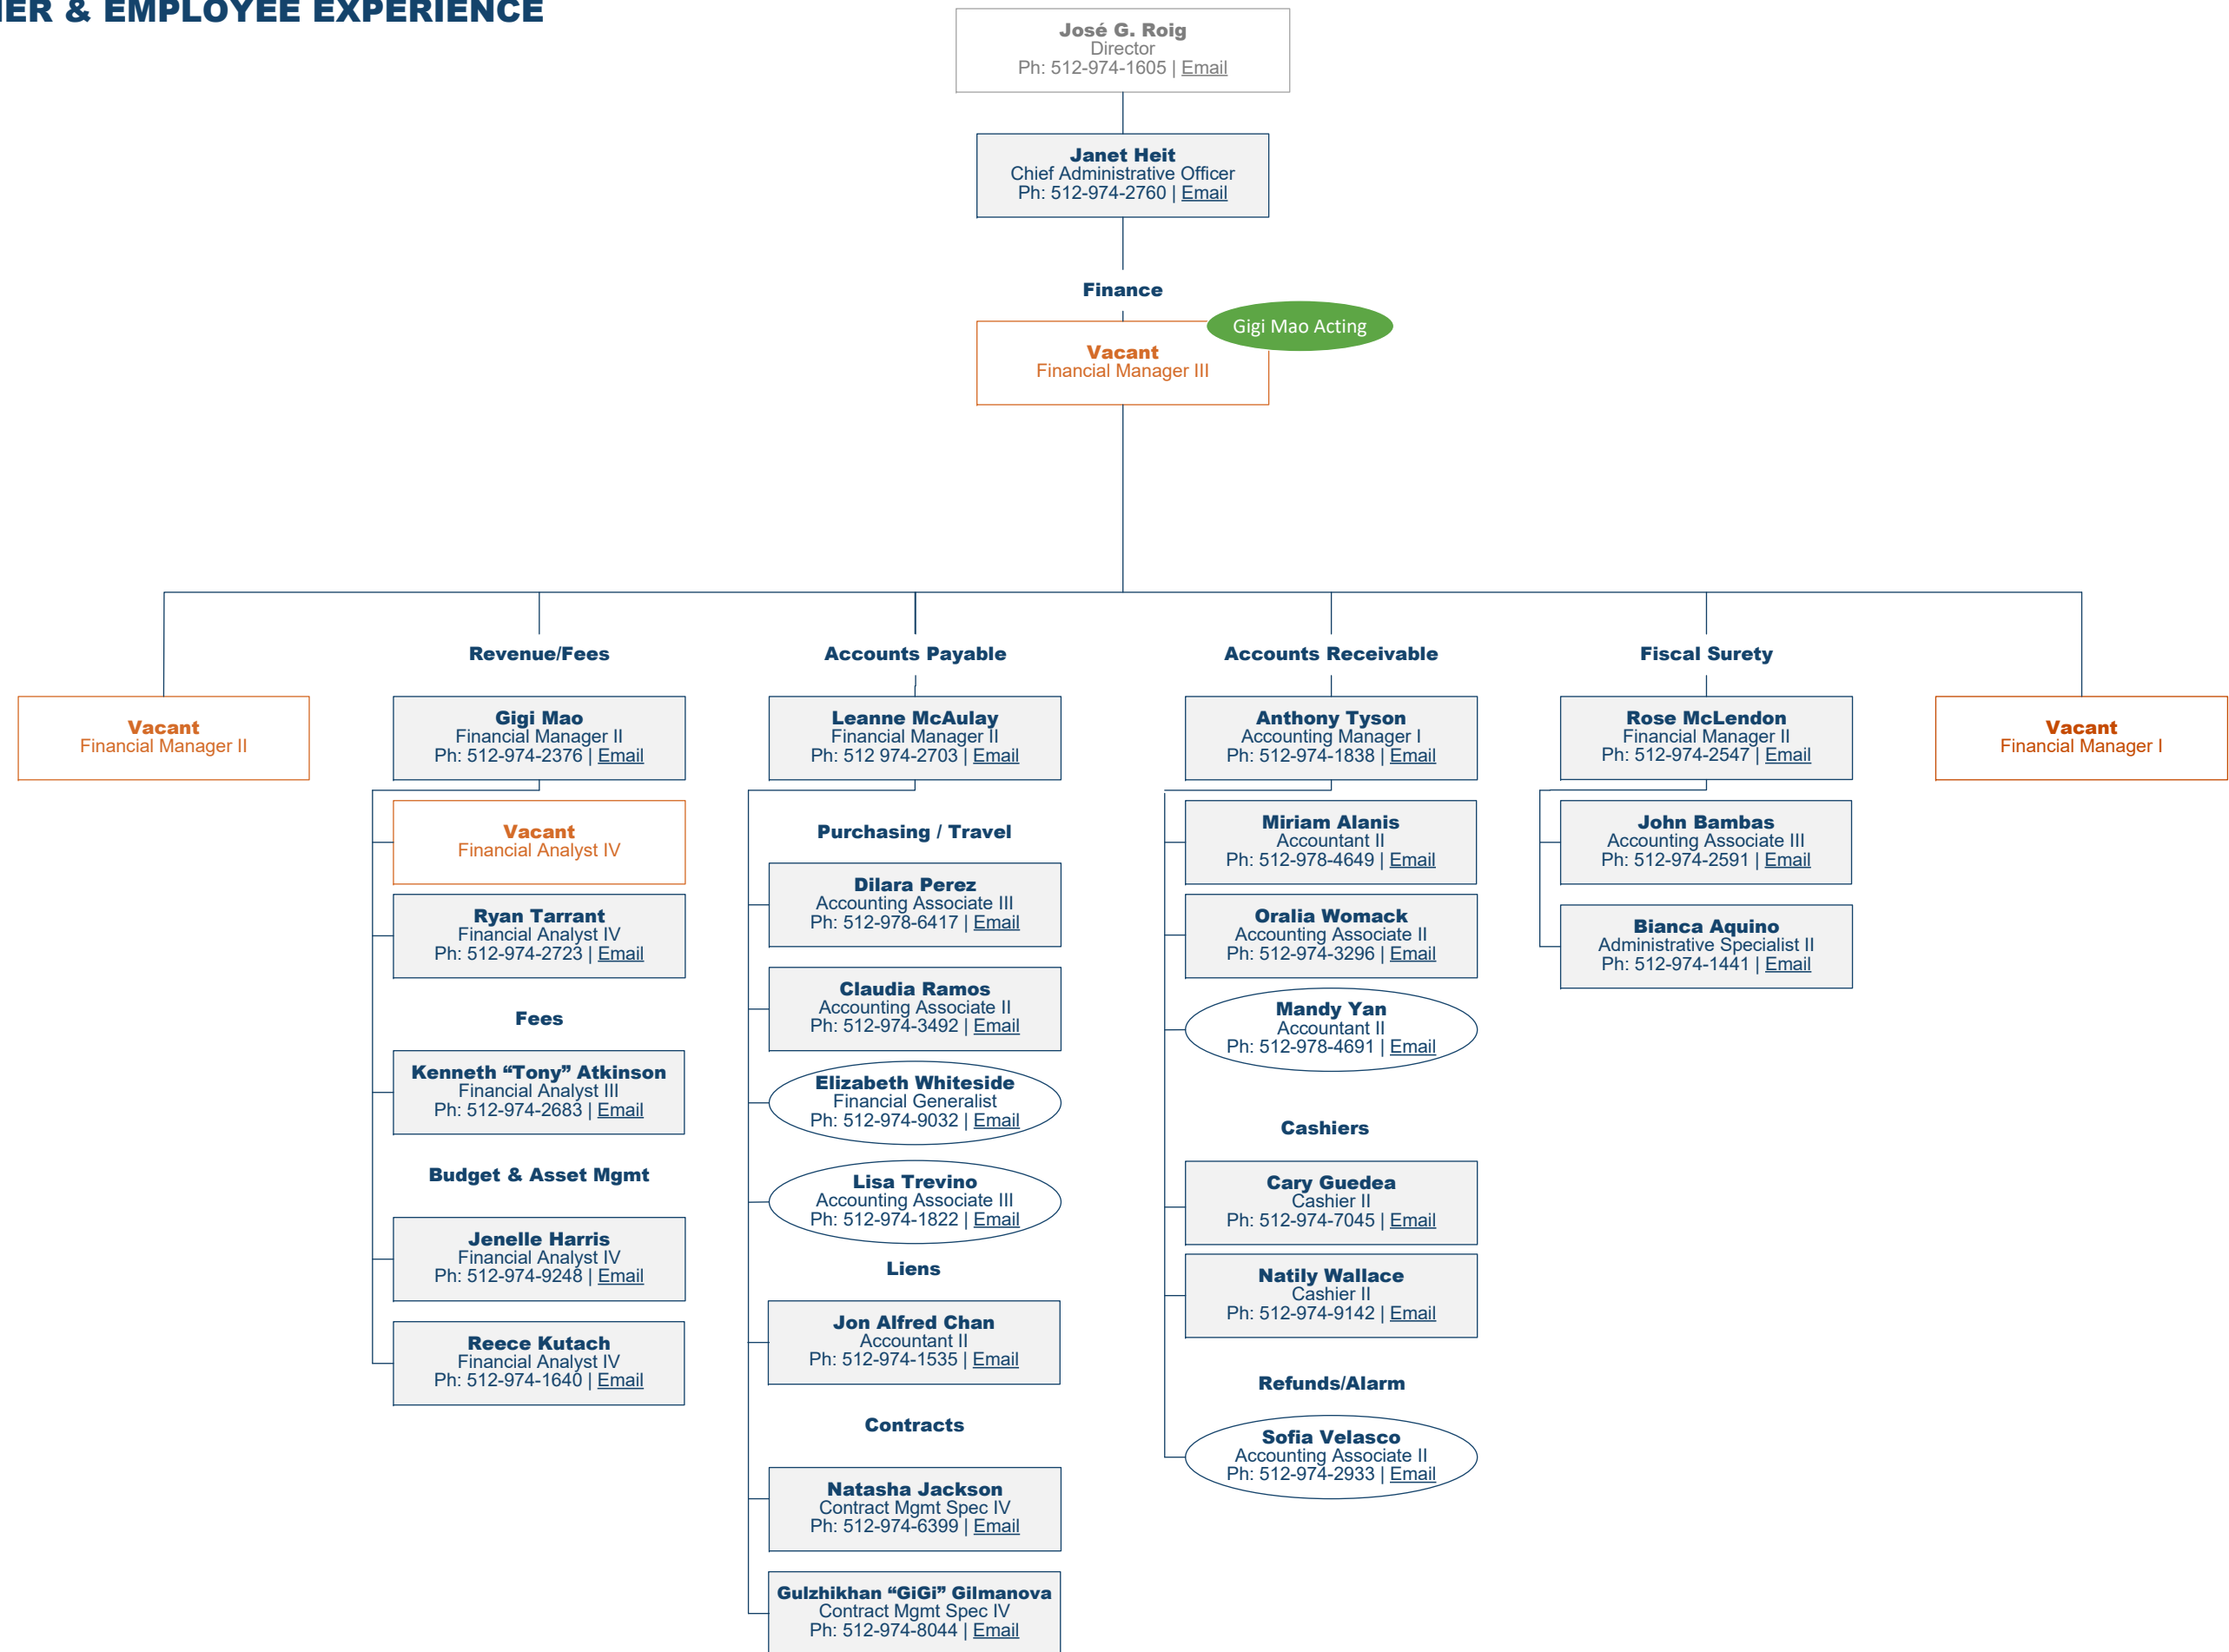 & EMPLOYEE EXPERIENCE
José G. Roig
Director
Ph: 512-974-1605 | Email
Janet Heit
Chief Administrative Officer
Ph: 512-974-2760 | Email
Finance
Gigi Mao Acting
Vacant
Financial Manager III
Vacant
Financial Manager II
Revenue/Fees
Gigi Mao
Financial Manager II
Ph: 512-974-2376 | Email
Vacant
Financial Analyst IV
Ryan Tarrant
Financial Analyst IV
Ph: 512-974-2723 | Email
Fees
Kenneth “Tony” Atkinson
Financial Analyst III
Ph: 512-974-2683 | Email
Budget & Asset Mgmt
Jenelle Harris
Financial Analyst IV
Ph: 512-974-9248 | Email
Reece Kutach
Financial Analyst IV
Ph: 512-974-1640 | Email
Accounts Payable
Leanne McAulay
Financial Manager II
Ph: 512 974-2703 | Email
Purchasing / Travel
Dilara Perez
Accounting Associate III
Ph: 512-978-6417 | Email
Claudia Ramos
Accounting Associate II
Ph: 512-974-3492 | Email
Elizabeth Whiteside
Financial Generalist
Ph: 512-974-9032 | Email
Lisa Trevino
Accounting Associate III
Ph: 512-974-1822 | Email
Liens
Jon Alfred Chan
Accountant II
Ph: 512-974-1535 | Email
Contracts
Natasha Jackson
Contract Mgmt Spec IV
Ph: 512-974-6399 | Email
Gulzhikhan “GiGi” Gilmanova
Contract Mgmt Spec IV
Ph: 512-974-8044 | Email
Accounts Receivable
Anthony Tyson
Accounting Manager I
Ph: 512-974-1838 | Email
Miriam Alanis
Accountant II
Ph: 512-978-4649 | Email
Oralia Womack
Accounting Associate II
Ph: 512-974-3296 | Email
Mandy Yan
Accountant II
Ph: 512-978-4691 | Email
Cashiers
Cary Guedea
Cashier II
Ph: 512-974-7045 | Email
Natily Wallace
Cashier II
Ph: 512-974-9142 | Email
Refunds/Alarm
Sofia Velasco
Accounting Associate II
Ph: 512-974-2933 | Email
Fiscal Surety
Rose McLendon
Financial Manager II
Ph: 512-974-2547 | Email
John Bambas
Accounting Associate III
Ph: 512-974-2591 | Email
Bianca Aquino
Administrative Specialist II
Ph: 512-974-1441 | Email
Vacant
Financial Manager I